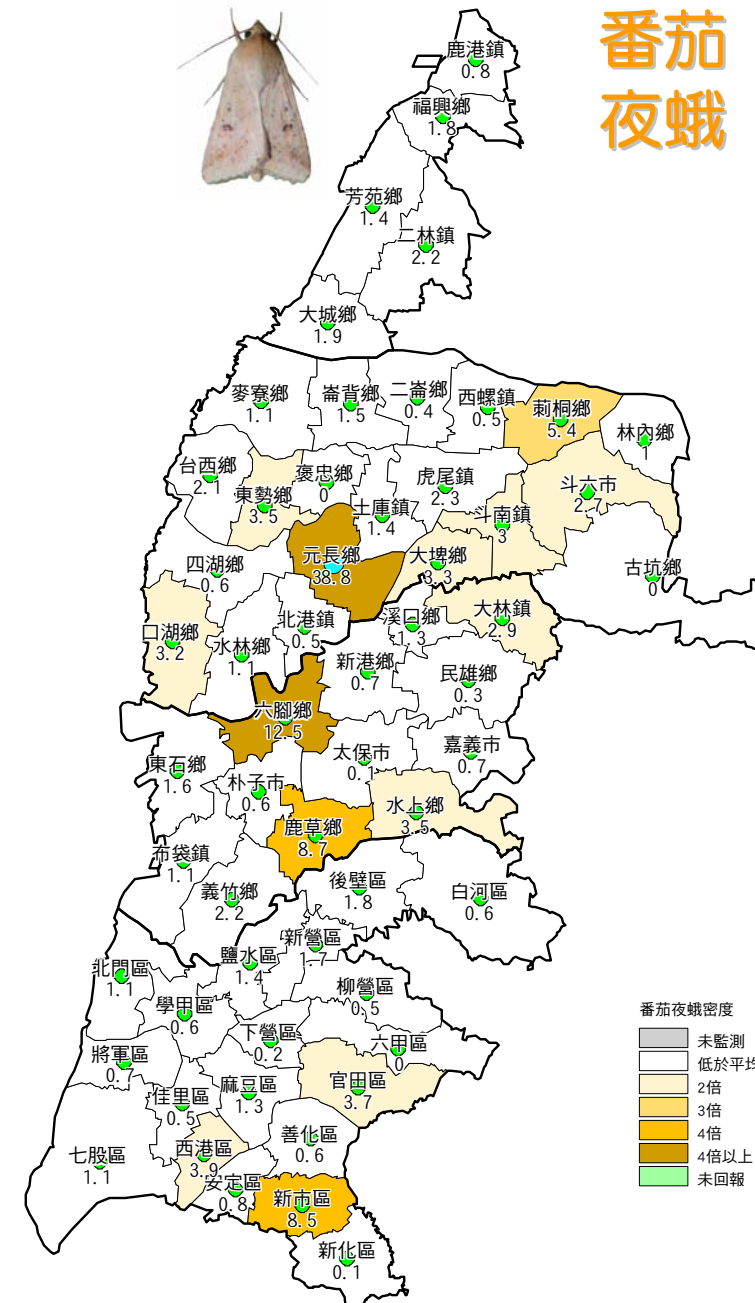 番茄
夜蛾
鹿港鎮
0.8
福興鄉
1.8
芳苑鄉
1.4
二林鎮
2.2
大城鄉
1.9
麥寮鄉
1.1
崙背鄉
1.5
二崙鄉
0.4
西螺鎮
0.5
莿桐鄉
5.4
林內鄉
1
台西鄉
2.1
東勢鄉
3.5
褒忠鄉
0
土庫鎮
1.4
虎尾鎮
2.3
斗南鎮
3
斗六市
2.7
古坑鄉
0
元長鄉
38.8
大埤鄉
3.3
四湖鄉
0.6
口湖鄉
3.2
水林鄉
1.1
北港鎮
0.5
溪口鄉
1.3
大林鎮
2.9
新港鄉
0.7
民雄鄉
0.3
六腳鄉
12.5
東石鄉
1.6
朴子市
0.6
太保市
0.1
嘉義市
0.7
鹿草鄉
8.7
水上鄉
3.5
布袋鎮
1.1
義竹鄉
2.2
後壁區
1.8
白河區
0.6
北門區
1.1
鹽水區
1.4
新營區
1.7
柳營區
0.5
學甲區
0.6
下營區
0.2
六甲區
0
將軍區
0.7
佳里區
0.5
麻豆區
1.3
官田區
3.7
七股區
1.1
西港區
3.9
善化區
0.6
安定區
0.8
新市區
8.5
新化區
0.1
番茄夜蛾密度
未監測
低於平均
2倍
3倍
4倍
4倍以上
未回報